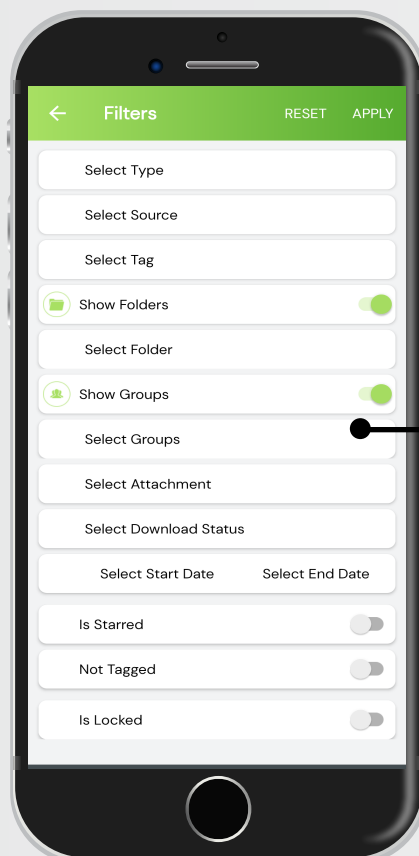 Filters RESET APPLY
Select Type
Select Source
Select Tag
Show Folders
Select Folder
Show Groups
Select Groups
Select Attachment
Select Download Status
Select Start Date Select End Date
Is Starred
Not Tagged
Is Locked